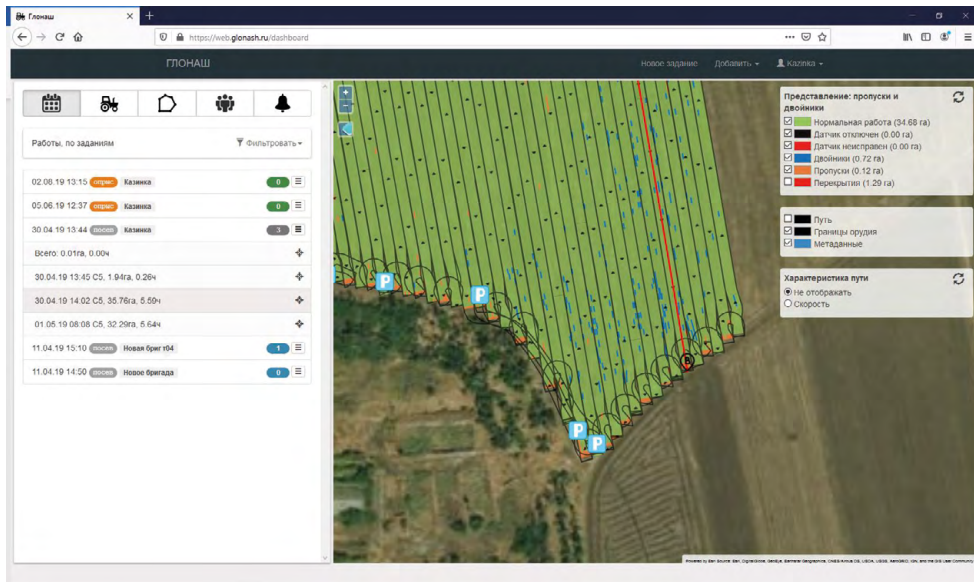 Глонаш
https://web.glonash.ru/dashboard
ГЛОНАШ
Новое задание
Добавить
Kazinka
Работы, по заданиям
Фильтровать
02.08.19 13:15 опрыс Казинка 0
05.06.19 12:37 опрыс Казинка 0
30.04.19 13:44 посев Казинка 3
Всего: 0.01га, 0.00ч
30.04.19 13:45 С5, 1.94га, 0.26ч
30.04.19 14:02 С5, 35.76га, 5.59ч
01.05.19 08:08 С5, 32.29га, 5.64ч
11.04.19 15:10 посев Новая бриг т04 1
11.04.19 14:50 посев Новое бригада 0
P
P
P
P
Представление: пропуски и
двойники
Нормальная работа (34.68 га)
Датчик отключен (0.00 га)
Датчик неисправен (0.00 га)
Двойники (0.72 га)
Пропуски (0.12 га)
Перекрытия (1.29 га)
Путь
Границы орудия
Метаданные
Характеристика пути
Не отображать
Скорость